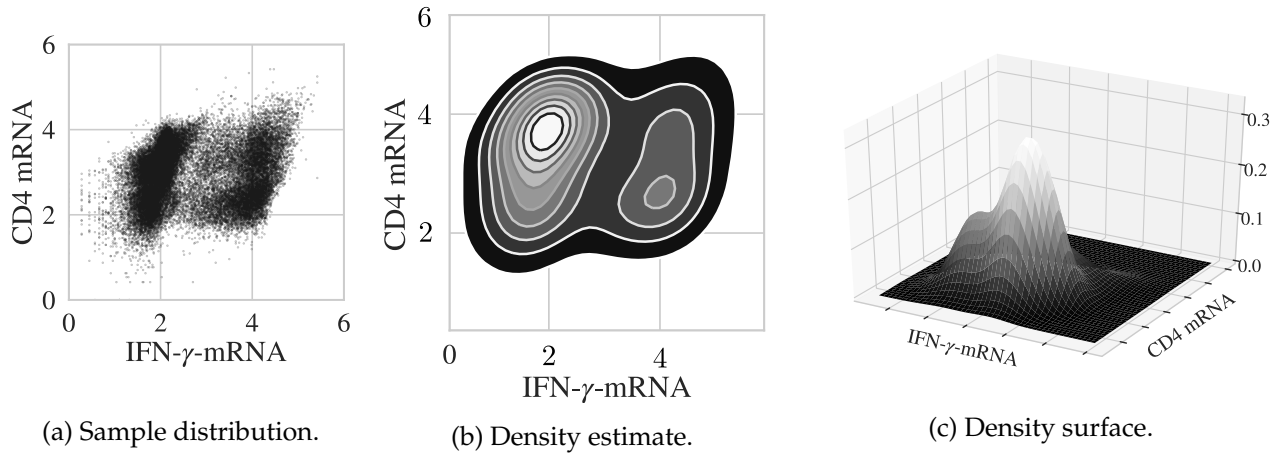 6
4
2
0
0
2
4
6
CD4 mRNA
IFN-γ-mRNA
(a) Sample distribution.
6
4
2
0
2
4
CD4 mRNA
IFN-γ-mRNA
(b) Density estimate.
0.3
0.2
0.1
0.0
IFN-γ-mRNA
CD4 mRNA
(c) Density surface.